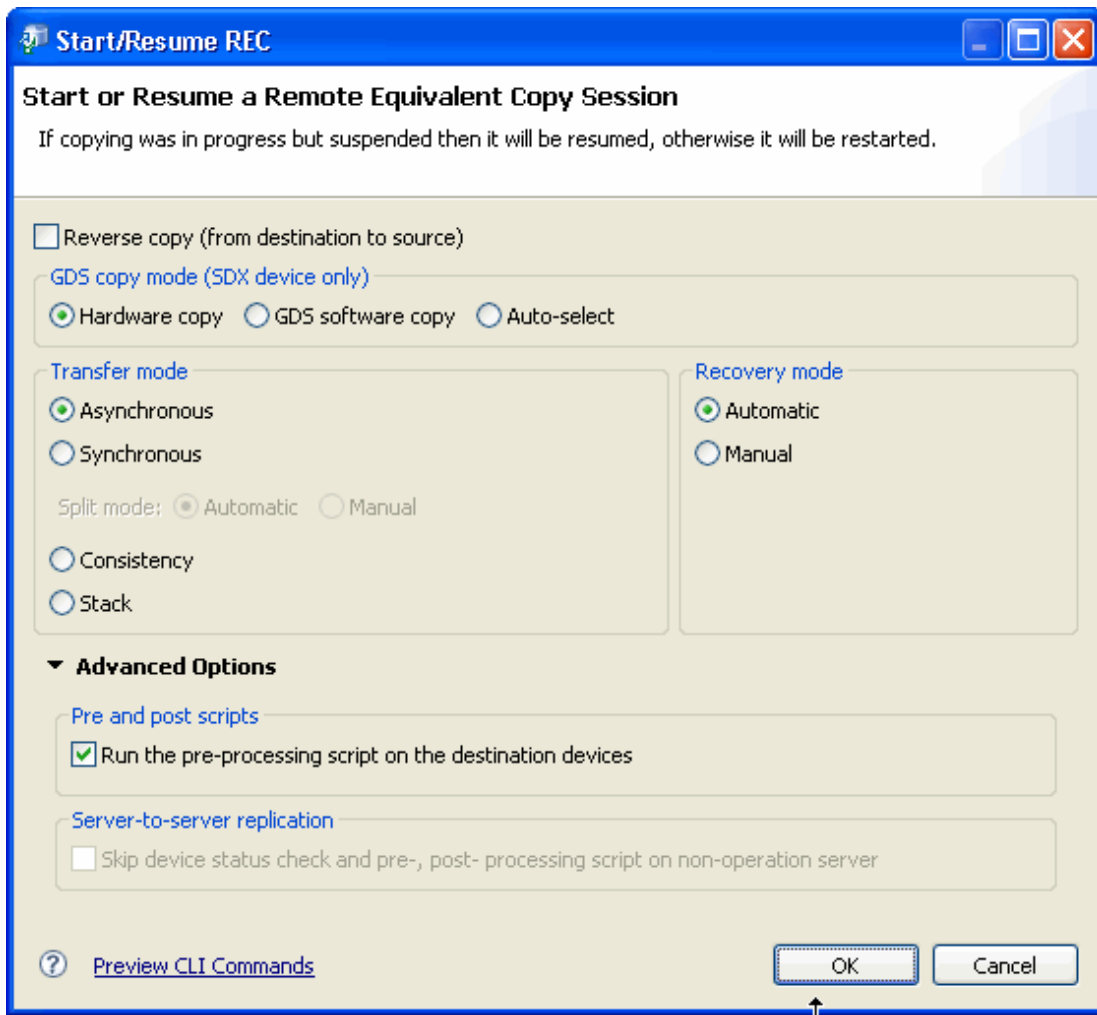 Start/Resume REC
Start or Resume a Remote Equivalent Copy Session
If copying was in progress but suspended then it will be resumed, otherwise it will be restarted.
Reverse copy (from destination to source)
GDS copy mode (SDX device only)
Hardware copy GDS software copy Auto-select
Transfer mode
Asynchronous
Synchronous
Split mode: Automatic Manual
Consistency
Stack
Recovery mode
Automatic
Manual
Advanced Options
Pre and post scripts
Run the pre-processing script on the destination devices
Server-to-server replication
Skip device status check and pre-, post- processing script on non-operation server
? Preview CLI Commands OK Cancel